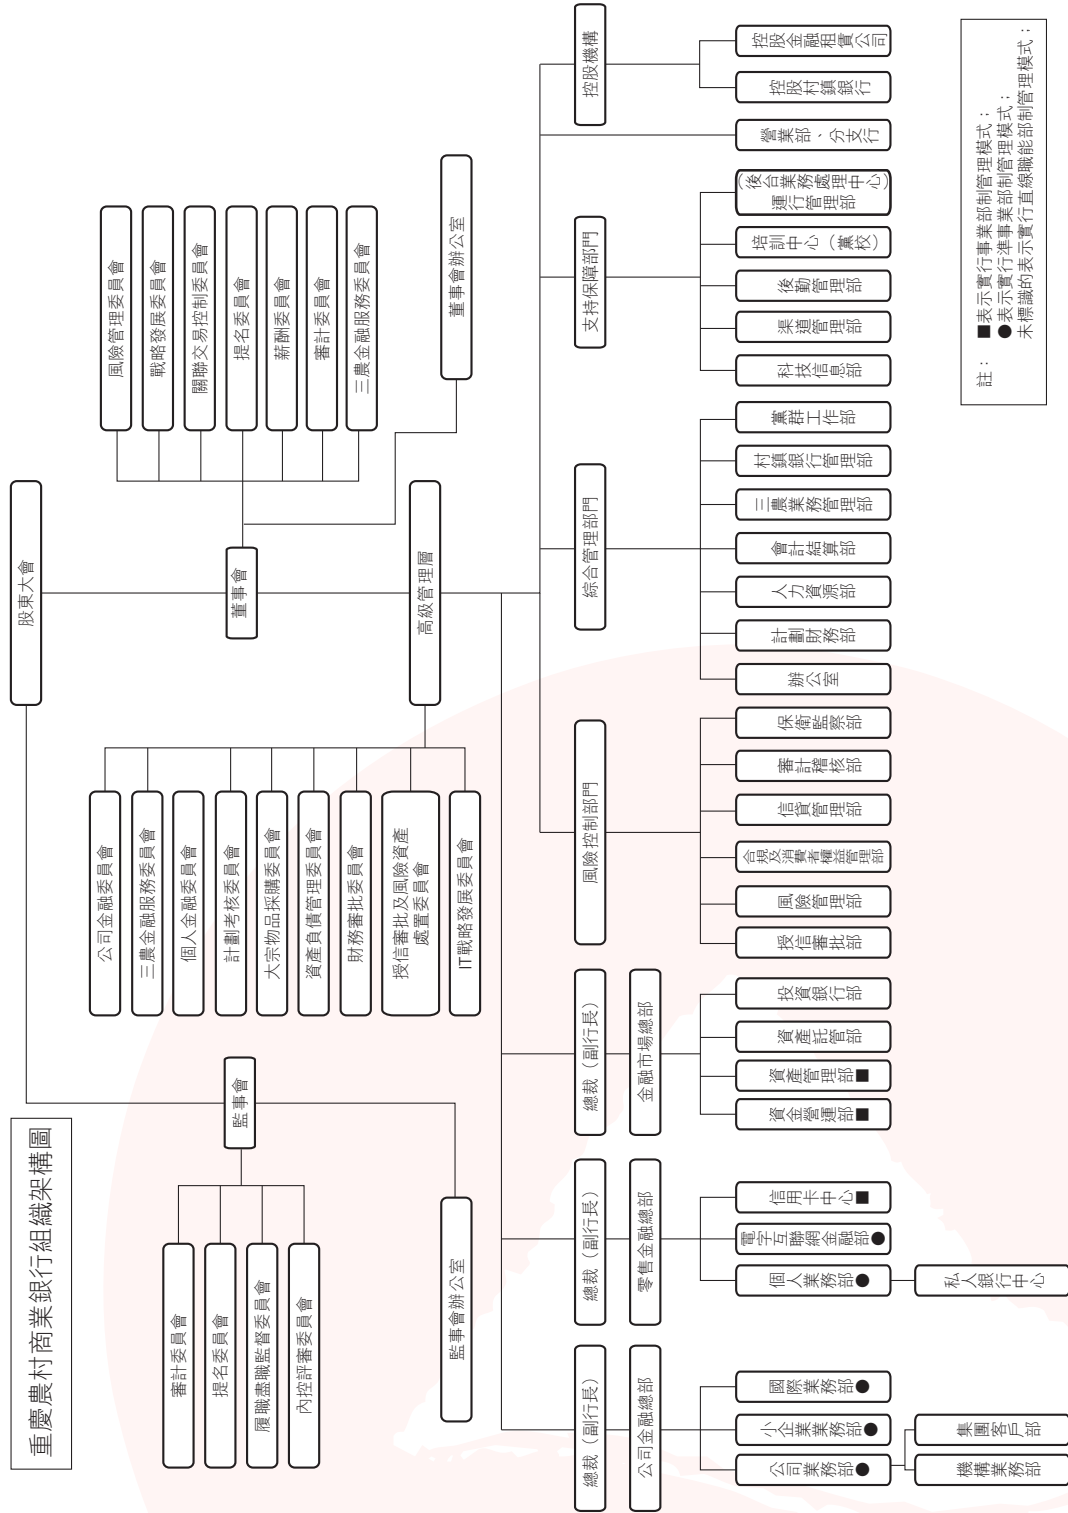 重慶農村商業銀行組織架構圖
股東大會
監事會
審計委員會
提名委員會
履職盡職監督委員會
內控評審委員會
監事會辦公室
董事會
風險管理委員會
戰略發展委員會
關聯交易控制委員會
提名委員會
薪酬委員會
審計委員會
三農金融服務委員會
董事會辦公室
高級管理層
公司金融委員會
三農金融服務委員會
個人金融委員會
計劃考核委員會
大宗物品採購委員會
資產負債管理委員會
財務審批委員會
授信審批及風險資產
處置委員會
IT戰略發展委員會
總裁（副行長）
公司金融總部
公司業務部●
小企業業務部●
國際業務部●
機構業務部
集團客戶部
總裁（副行長）
零售金融總部
個人業務部●
電子互聯網金融部●
信用卡中心■
私人銀行中心
總裁（副行長）
金融市場總部
資金營運部■
資產管理部■
資產託管部
投資銀行部
風險控制部門
授信審批部
風險管理部
合規及消費者權益管理部
信貸管理部
審計稽核部
保衛監察部
綜合管理部門
辦公室
計劃財務部
人力資源部
會計結算部
三農業務管理部
村鎮銀行管理部
黨群工作部
支持保障部門
科技信息部
渠道管理部
後勤管理部
培訓中心（黨校）
（後台業務處理中心）
運行管理部
營業部、分支行
控股機構
控股村鎮銀行
控股金融租賃公司
註：
■表示實行事業部制管理模式；
●表示實行準事業部制管理模式；
未標識的表示實行直線職能部制管理模式；